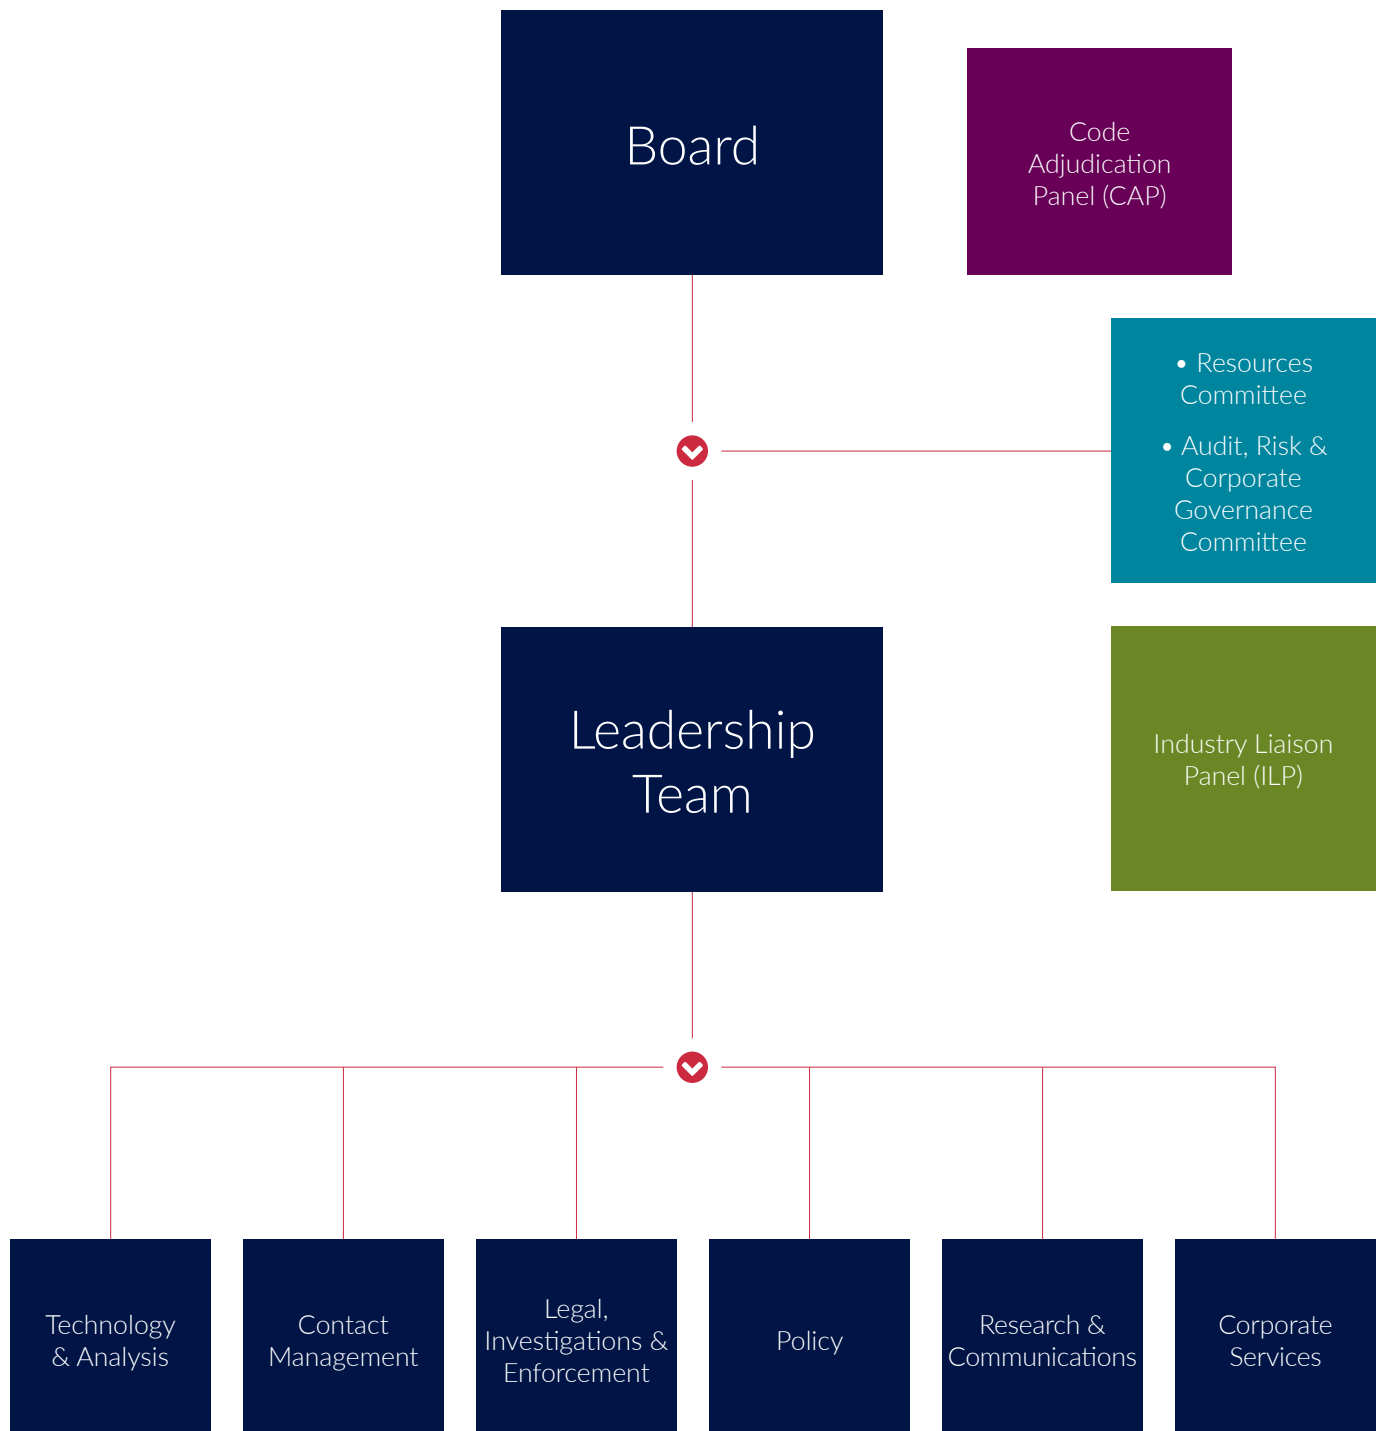 Board
Code
Adjudication
Panel (CAP)
• Resources
Committee
• Audit, Risk &
Corporate
Governance
Committee
Leadership
Team
Industry Liaison
Panel (ILP)
Technology
& Analysis
Contact
Management
Legal,
Investigations &
Enforcement
Policy
Research &
Communications
Corporate
Services